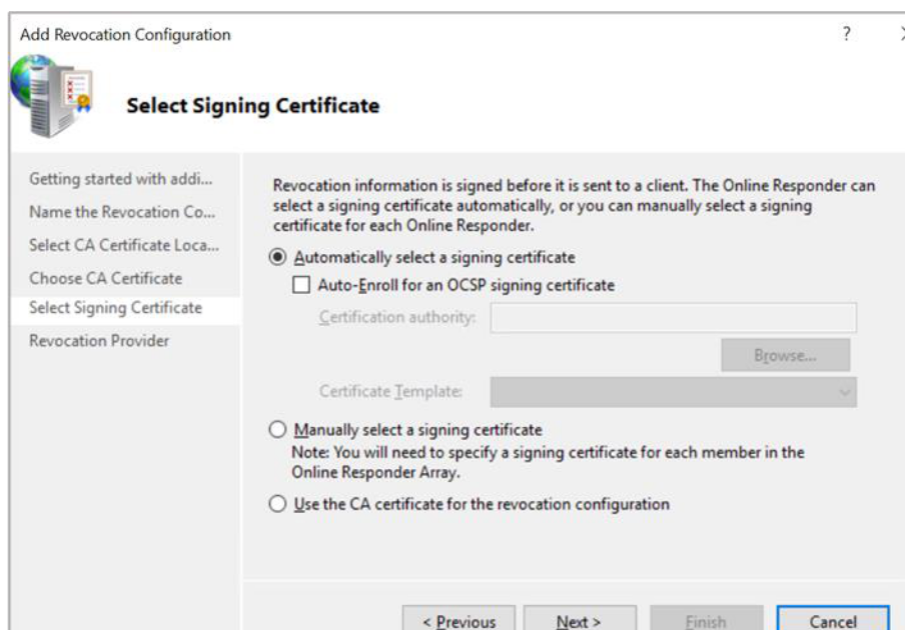 Add Revocation Configuration
?
Select Signing Certificate
Getting started with addi...
Name the Revocation Co...
Select CA Certificate Loca...
Choose CA Certificate
Select Signing Certificate
Revocation Provider
Revocation information is signed before it is sent to a client. The Online Responder can
select a signing certificate automatically, or you can manually select a signing
certificate for each Online Responder.
Automatically select a signing certificate
Auto-Enroll for an OCSP signing certificate
Certification authority:
Browse...
Certificate Template:
Manually select a signing certificate
Note: You will need to specify a signing certificate for each member in the
Online Responder Array.
Use the CA certificate for the revocation configuration
< Previous
Next >
Finish
Cancel